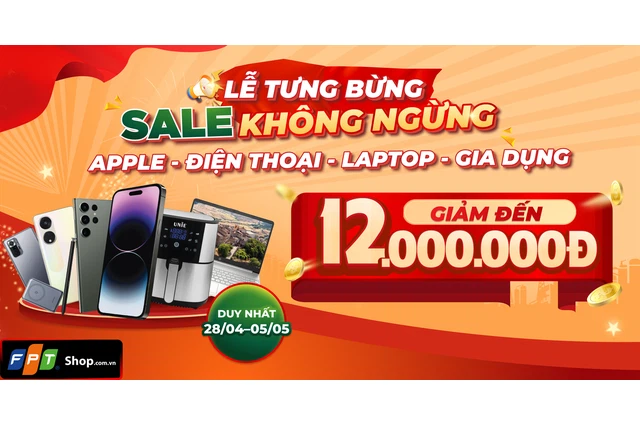 LỄ TƯNG BỪNG
SALE KHÔNG NGỪNG
APPLE - ĐIỆN THOẠI - LAPTOP - GIA DỤNG
GIẢM ĐẾN
12.000.000Đ
UNIE
DUY NHẤT
28/04–05/05
FPT Shop.com.vn